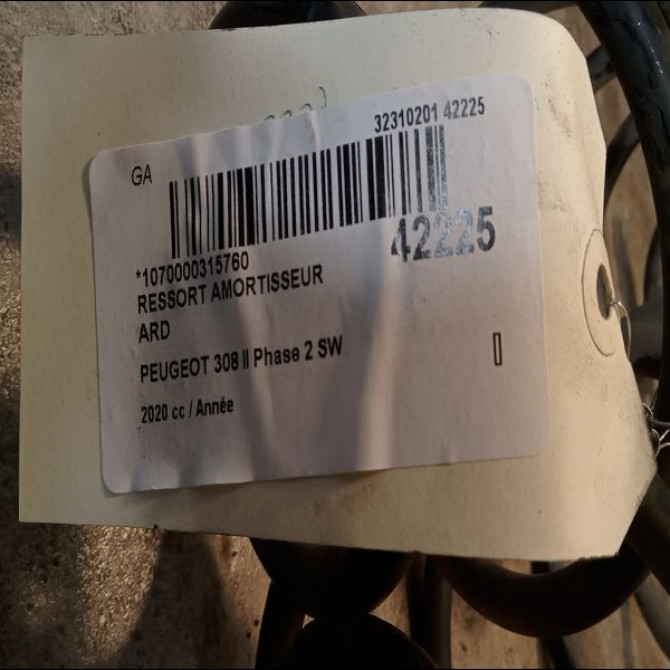 32310201 42225
GA
42225
*1070000315760
RESSORT AMORTISSEUR
ARD
PEUGEOT 308 II Phase 2 SW
2020 cc / Année